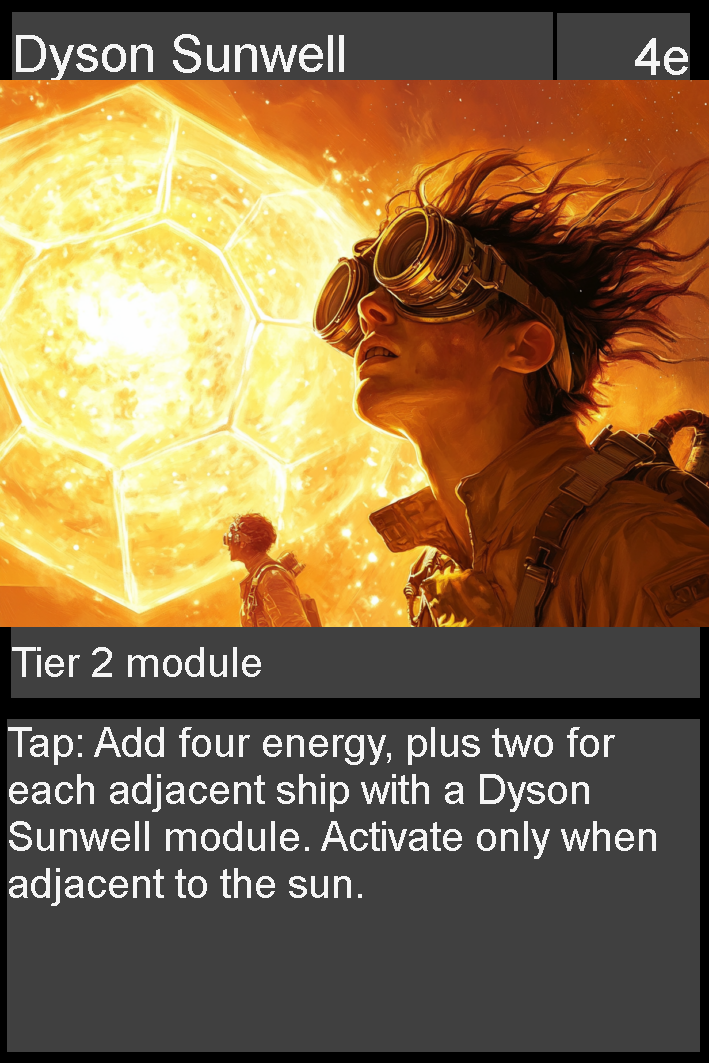 Dyson Sunwell
4e
Tier 2 module
Tap: Add four energy, plus two for
each adjacent ship with a Dyson
Sunwell module. Activate only when
adjacent to the sun.